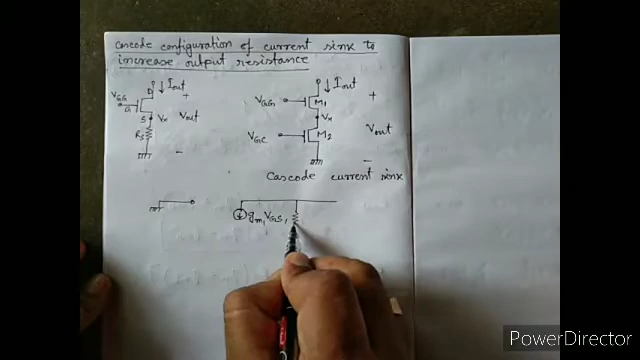 Cascode configuration of current sink to
increase output resistance
D
Iout
+
VGG
G
S
Vx
Vout
RS
-
Iout
+
VGG
M1
Vx
VGC
M2
Vout
-
Cascode current sink
gm1VGS1
PowerDirector